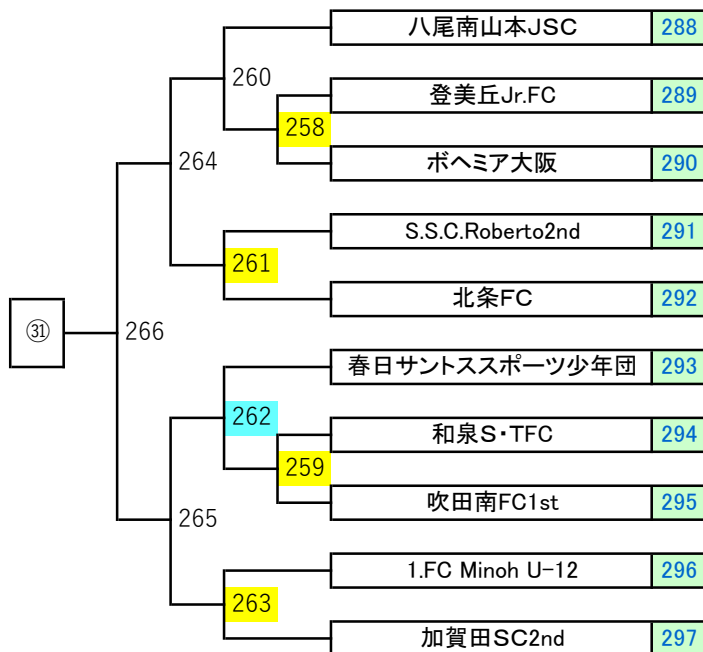 八尾南山本JSC 288
260
登美丘Jr.FC 289
258
264
ボヘミア大阪 290
S.S.C.Roberto2nd 291
261
北条FC 292
㉛
266
春日サントススポーツ少年団 293
262
和泉S・TFC 294
259
吹田南FC1st 295
265
1.FC Minoh U-12 296
263
加賀田SC2nd 297